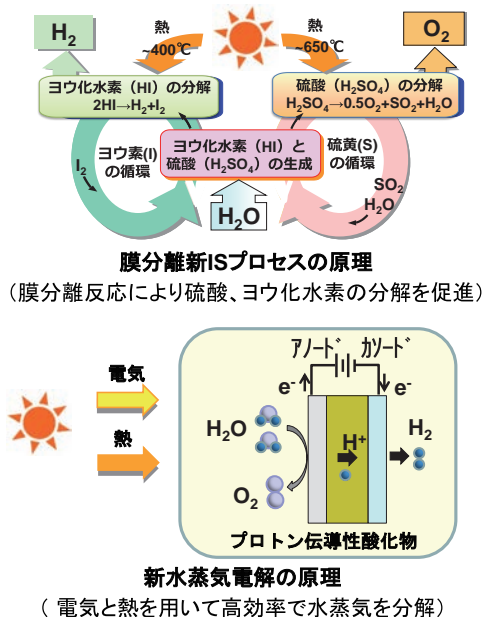 H₂
熱
~400℃
熱
~650℃
O₂
ヨウ化水素（HI）の分解
2HI→H₂+I₂
硫酸（H₂SO₄）の分解
H₂SO₄→0.5O₂+SO₂+H₂O
ヨウ素(I)
の循環
I₂
ヨウ化水素（HI）と
硫酸（H₂SO₄）の生成
硫黄(S)
の循環
SO₂
H₂O
H₂O
膜分離新ISプロセスの原理
（膜分離反応により硫酸、ヨウ化水素の分解を促進）
電気
熱
アノード
カソード
e⁻
e⁻
H₂O
O₂
H⁺
H₂
プロトン伝導性酸化物
新水蒸気電解の原理
（ 電気と熱を用いて高効率で水蒸気を分解）